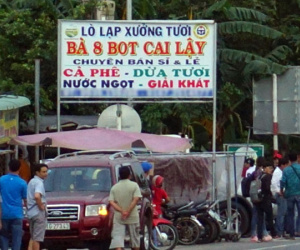 LÒ LẠP XƯỞNG TƯƠI
BÀ 8 BOT CAI LẬY
CHUYÊN BÁN SỈ & LẺ
CÀ PHÊ - DỪA TƯƠI
NƯỚC NGỌT - GIẢI KHÁT